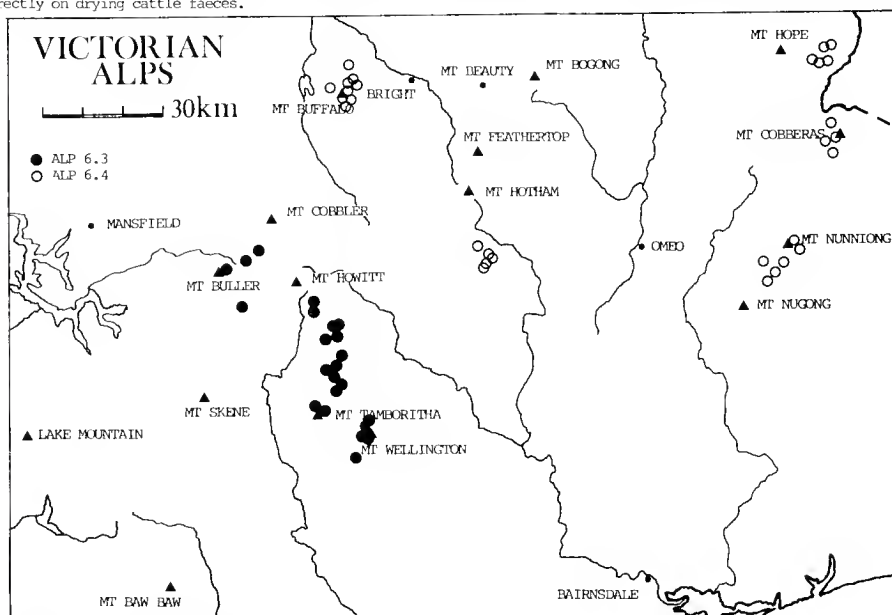 rectly on drying cattle faeces.
VICTORIAN
ALPS
30km
ALP 6.3
ALP 6.4
MT HOPE
MT BEAUTY
MT BOGONG
BRIGHT
MT BUFFALO
MT FEATHERTOP
MT COBBERAS
MT HOTHAM
MANSFIELD
MT COBBLER
OMEO
MT NUNNIONG
MT BULLER
MT HOWITT
MT NUGONG
MT SKENE
MT TAMBORITHA
LAKE MOUNTAIN
MT WELLINGTON
MT BAW BAW
BAIRNSDALE